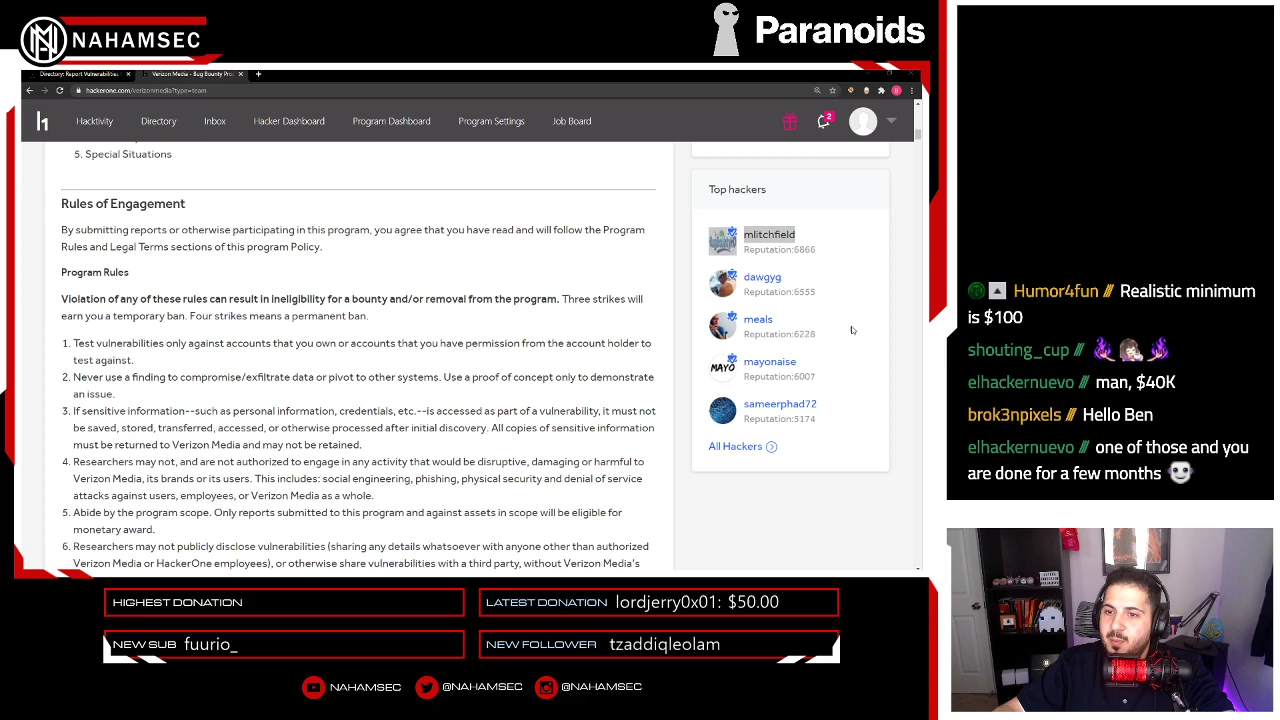 NAHAMSEC
Paranoids
Directory: Report Vulnerabilities
Verizon Media - Bug Bounty Pro
hackerone.com/verizonmedia?type=team
h1
Hacktivity
Directory
Inbox
Hacker Dashboard
Program Dashboard
Program Settings
Job Board
2
5. Special Situations
Rules of Engagement
By submitting reports or otherwise participating in this program, you agree that you have read and will follow the Program
Rules and Legal Terms sections of this program Policy.
Program Rules
Violation of any of these rules can result in ineligibility for a bounty and/or removal from the program. Three strikes will
earn you a temporary ban. Four strikes means a permanent ban.
1. Test vulnerabilities only against accounts that you own or accounts that you have permission from the account holder to
test against.
2. Never use a finding to compromise/exfiltrate data or pivot to other systems. Use a proof of concept only to demonstrate
an issue.
3. If sensitive information--such as personal information, credentials, etc.--is accessed as part of a vulnerability, it must not
be saved, stored, transferred, accessed, or otherwise processed after initial discovery. All copies of sensitive information
must be returned to Verizon Media and may not be retained.
4. Researchers may not, and are not authorized to engage in any activity that would be disruptive, damaging or harmful to
Verizon Media, its brands or its users. This includes: social engineering, phishing, physical security and denial of service
attacks against users, employees, or Verizon Media as a whole.
5. Abide by the program scope. Only reports submitted to this program and against assets in scope will be eligible for
monetary award.
6. Researchers may not publicly disclose vulnerabilities (sharing any details whatsoever with anyone other than authorized
Verizon Media or HackerOne employees), or otherwise share vulnerabilities with a third party, without Verizon Media's
Top hackers
mlitchfield
Reputation:6866
dawgyg
Reputation:6555
meals
Reputation:6228
MAYO
mayonaise
Reputation:6007
sameerphad72
Reputation:5174
All Hackers
Humor4fun // Realistic minimum
is $100
shouting_cup //
elhackernuevo // man, $40K
brok3npixels // Hello Ben
elhackernuevo // one of those and you
are done for a few months
HIGHEST DONATION
LATEST DONATION lordjerry0x01: $50.00
NEW SUB fuurio_
NEW FOLLOWER tzaddiqleolam
NAHAMSEC
@NAHAMSEC
@NAHAMSEC